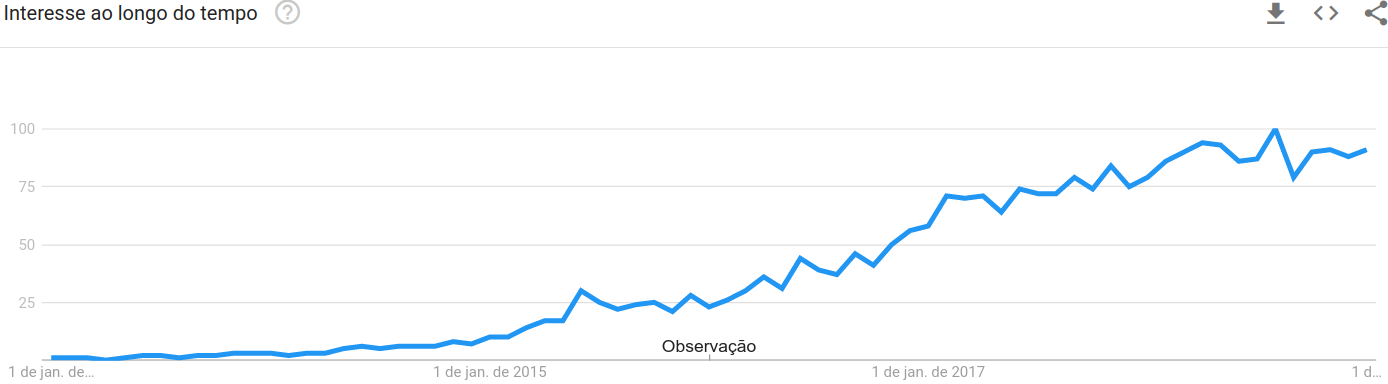 Interesse ao longo do tempo ?
100
75
50
25
Observação
1 de jan. de… 1 de jan. de 2015 1 de jan. de 2017 1 d…